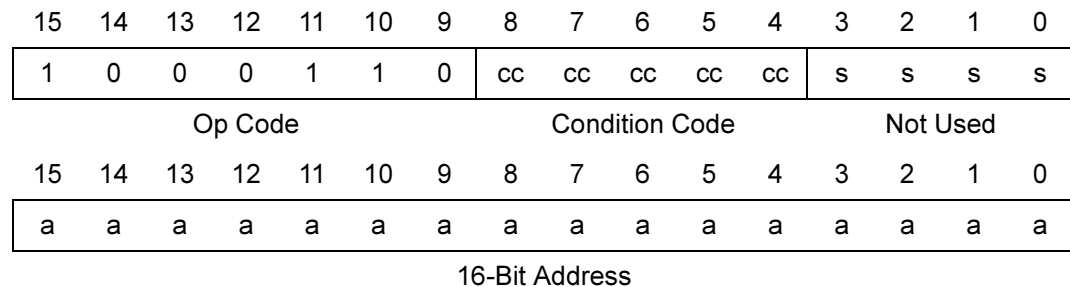 15 14 13 12 11 10 9 8 7 6 5 4 3 2 1 0
1 0 0 0 1 1 0 cc cc cc cc cc s s s s
Op Code Condition Code Not Used
15 14 13 12 11 10 9 8 7 6 5 4 3 2 1 0
a a a a a a a a a a a a a a a a
16-Bit Address